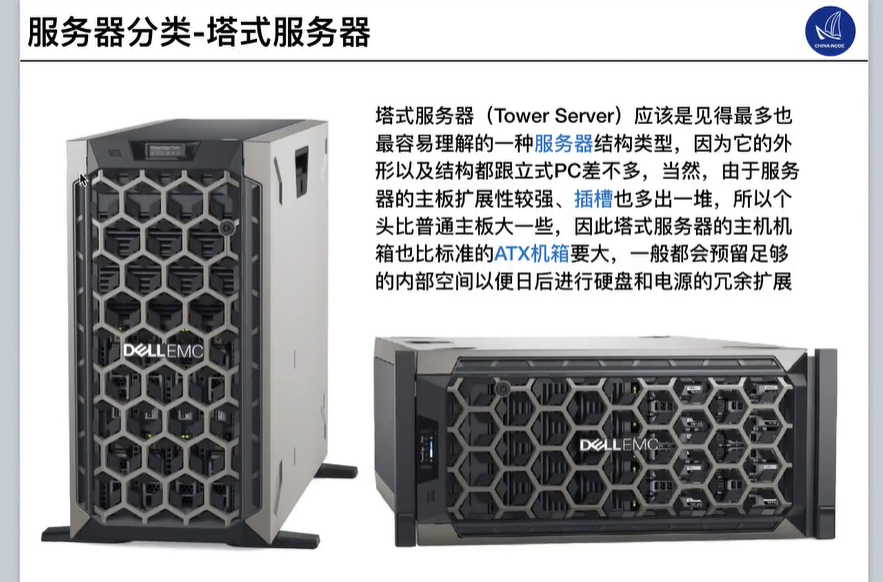 服务器分类-塔式服务器
CHINA-NODE
塔式服务器（Tower Server）应该是见得最多也
最容易理解的一种服务器结构类型，因为它的外
形以及结构都跟立式PC差不多，当然，由于服务
器的主板扩展性较强、插槽也多出一堆，所以个
头比普通主板大一些，因此塔式服务器的主机机
箱也比标准的ATX机箱要大，一般都会预留足够
的内部空间以便日后进行硬盘和电源的冗余扩展
DELLEMC
DELLEMC